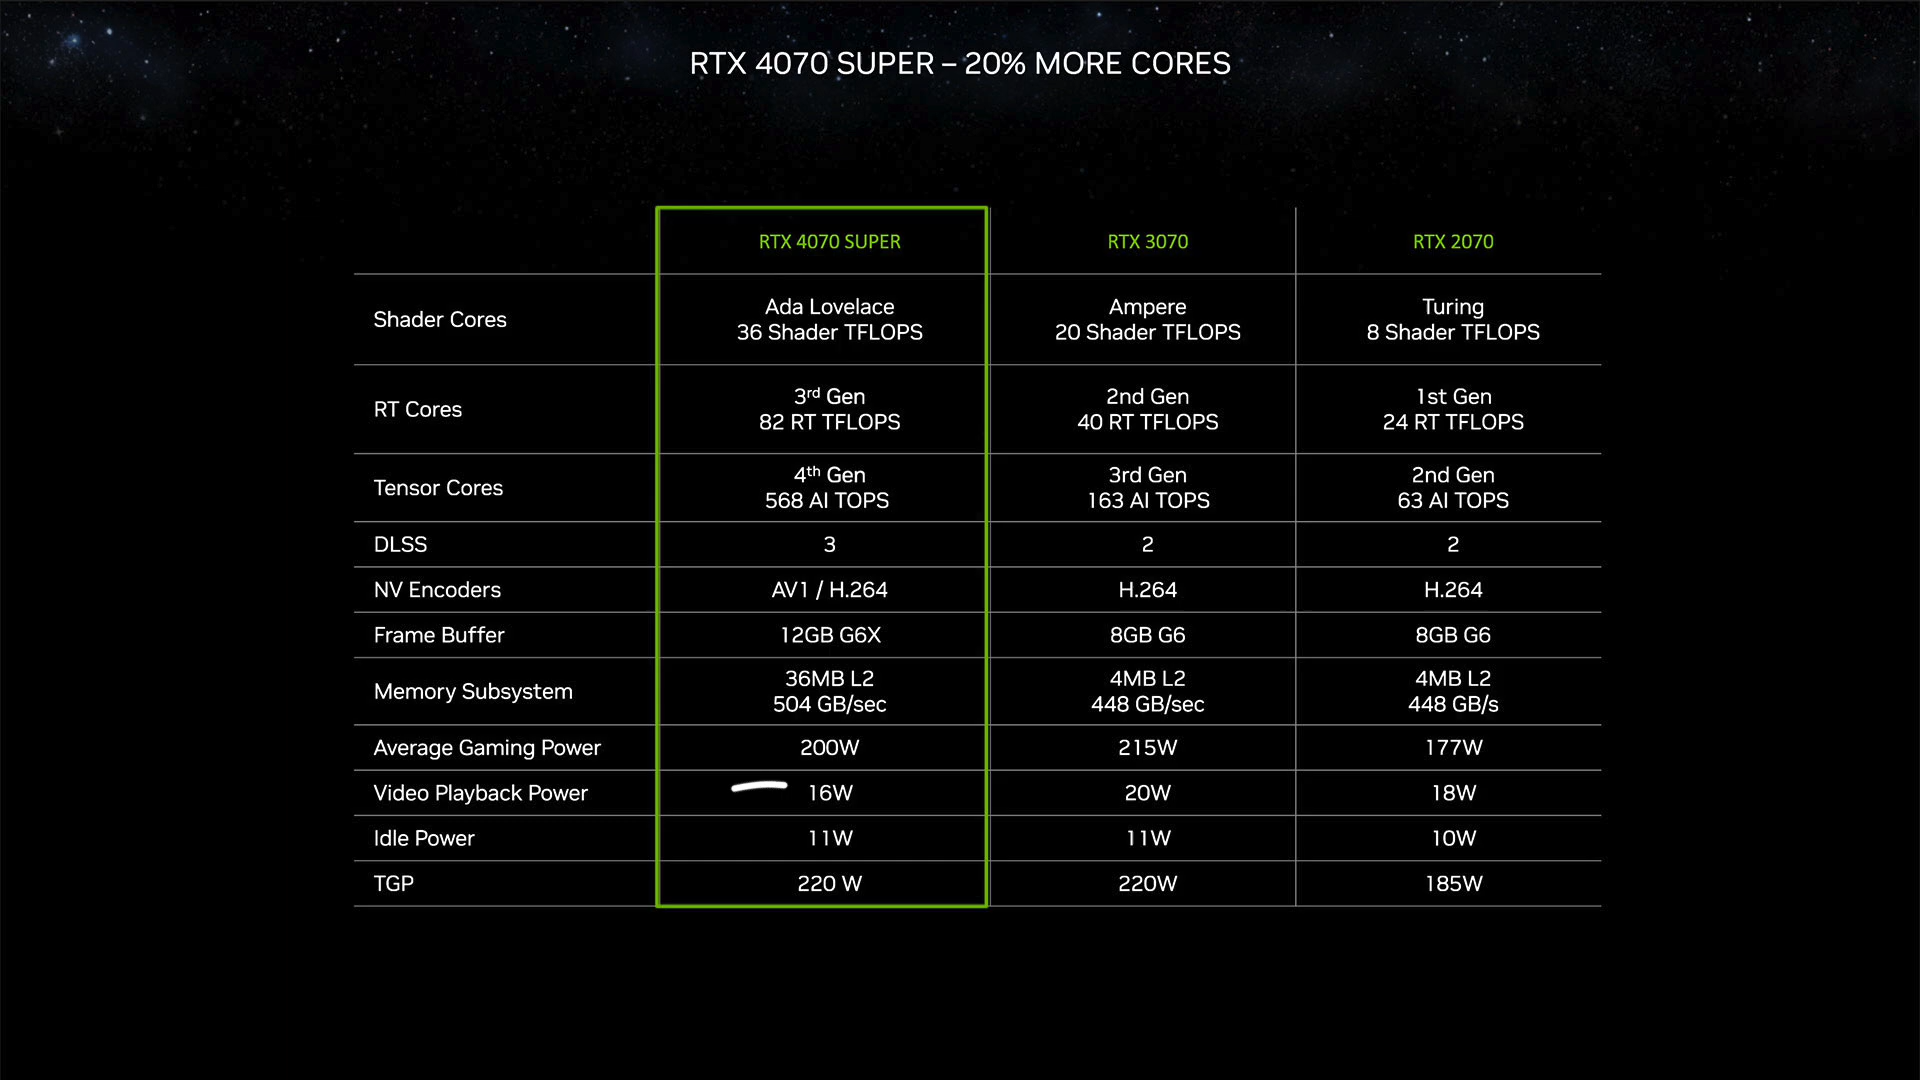 RTX 4070 SUPER – 20% MORE CORES
RTX 4070 SUPER RTX 3070 RTX 2070
Shader Cores
Ada Lovelace
36 Shader TFLOPS
Ampere
20 Shader TFLOPS
Turing
8 Shader TFLOPS
RT Cores
3rd Gen
82 RT TFLOPS
2nd Gen
40 RT TFLOPS
1st Gen
24 RT TFLOPS
Tensor Cores
4th Gen
568 AI TOPS
3rd Gen
163 AI TOPS
2nd Gen
63 AI TOPS
DLSS 3 2 2
NV Encoders AV1 / H.264 H.264 H.264
Frame Buffer 12GB G6X 8GB G6 8GB G6
Memory Subsystem
36MB L2
504 GB/sec
4MB L2
448 GB/sec
4MB L2
448 GB/s
Average Gaming Power 200W 215W 177W
Video Playback Power 16W 20W 18W
Idle Power 11W 11W 10W
TGP 220 W 220W 185W